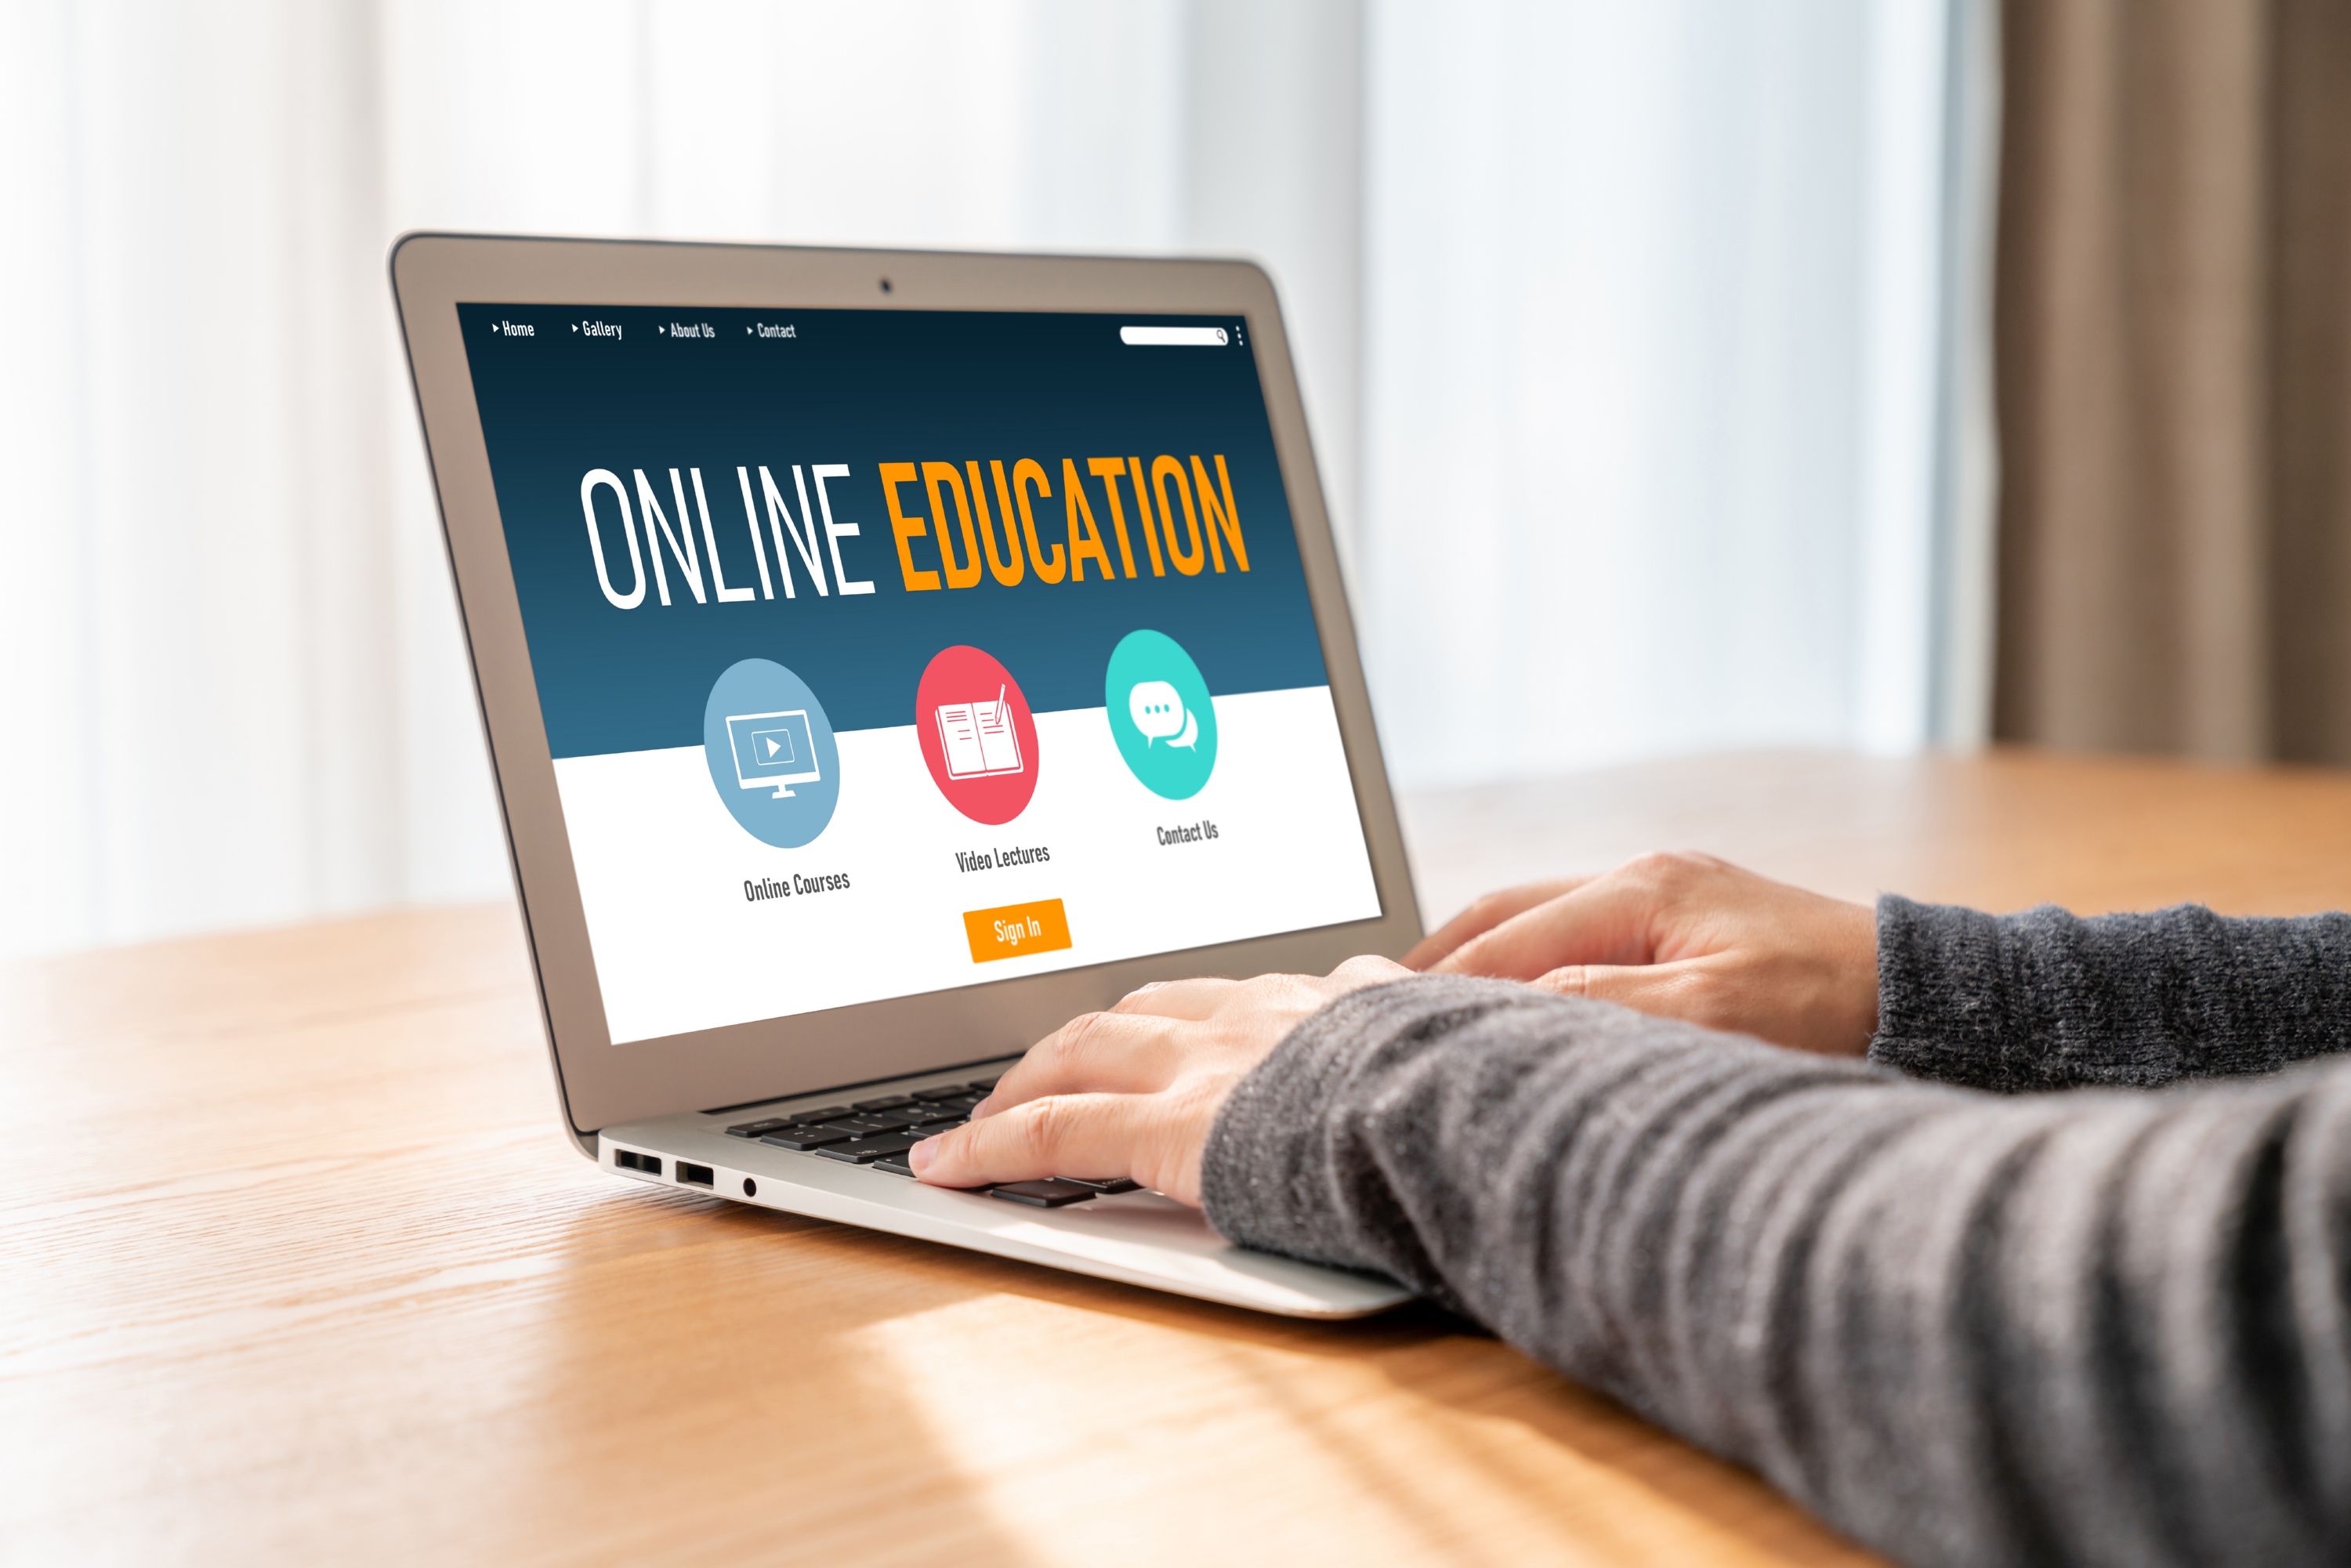 Home Gallery About Us Contact
ONLINE EDUCATION
Online Courses
Video Lectures
Contact Us
Sign In